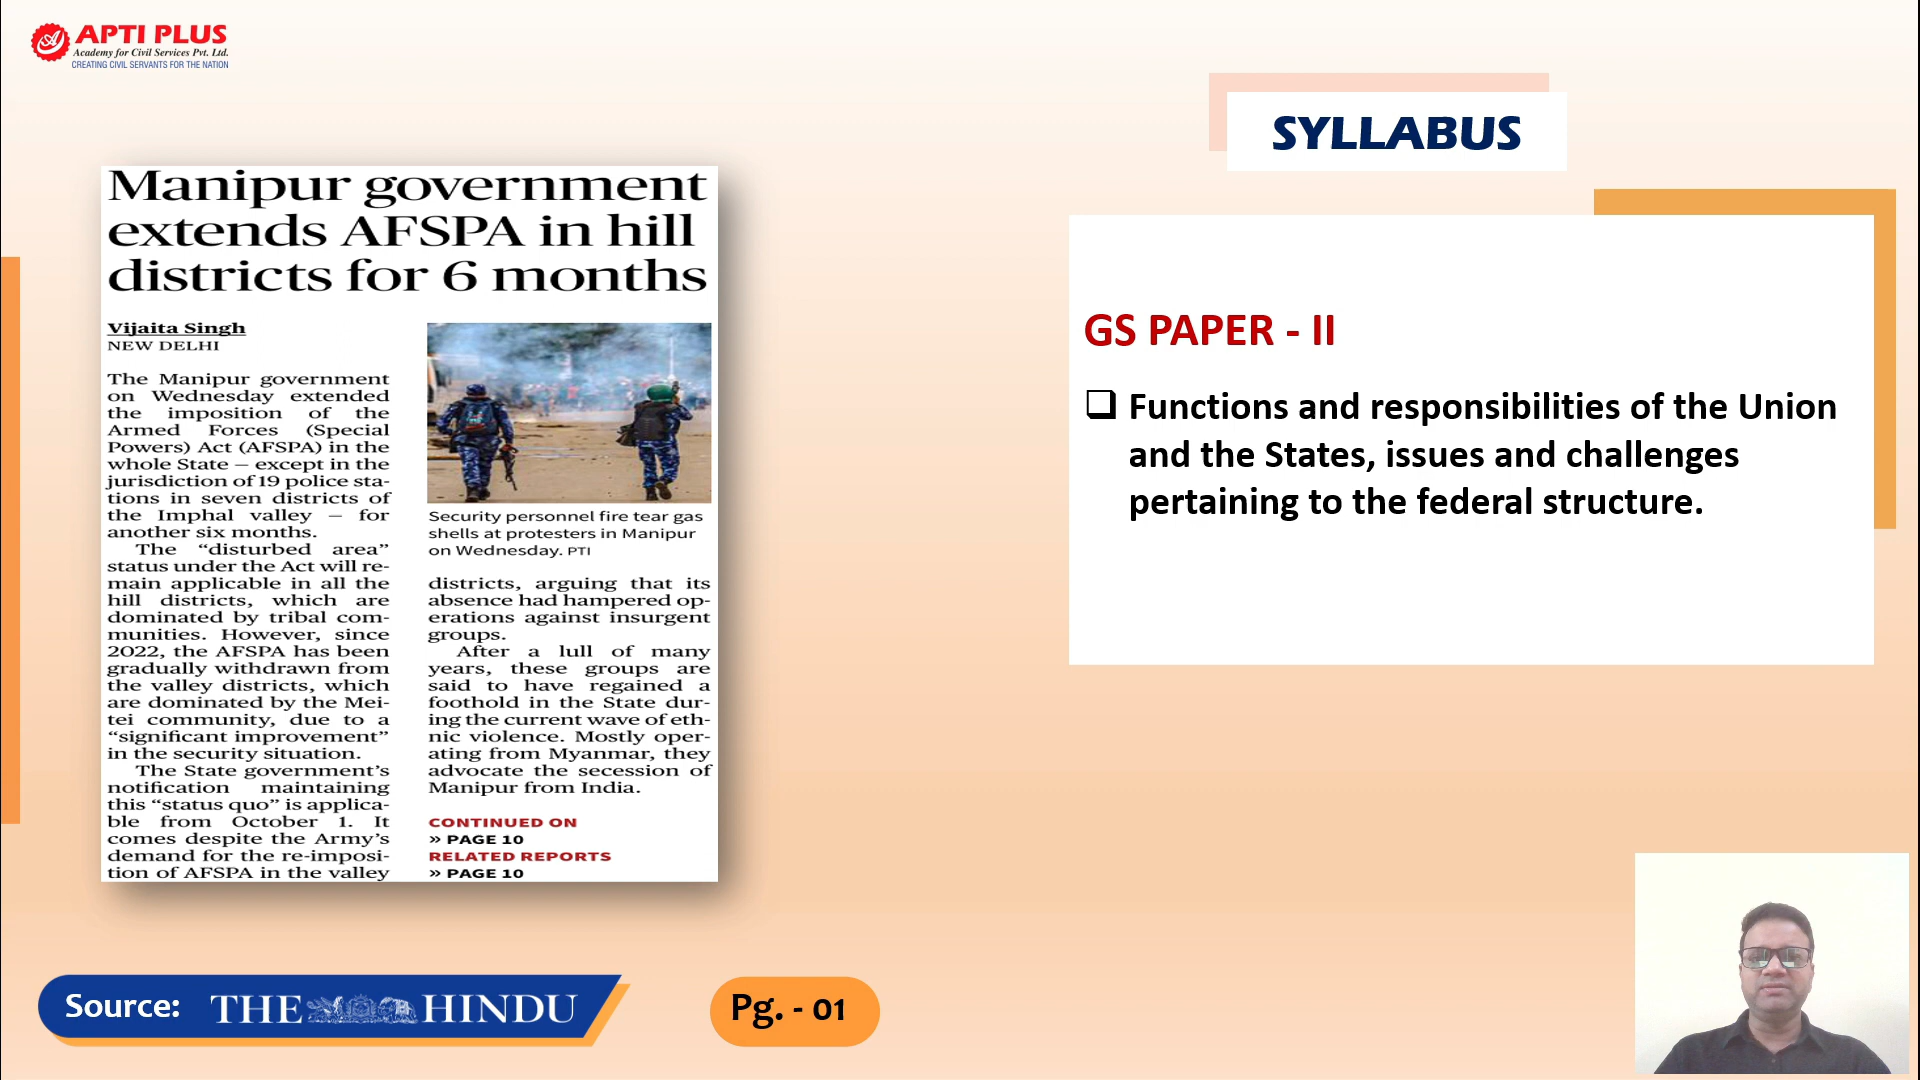 APTI PLUS
Academy for Civil Services Pvt. Ltd.
CREATING CIVIL SERVANTS FOR THE NATION
Manipur government
extends AFSPA in hill
districts for 6 months
Vijaita Singh
NEW DELHI
The Manipur government
on Wednesday extended
the imposition of the
Armed Forces (Special
Powers) Act (AFSPA) in the
whole State – except in the
jurisdiction of 19 police sta-
tions in seven districts of
the Imphal valley – for
another six months.
The “disturbed area”
status under the Act will re-
main applicable in all the
hill districts, which are
dominated by tribal com-
munities. However, since
2022, the AFSPA has been
gradually withdrawn from
the valley districts, which
are dominated by the Mei-
tei community, due to a
“significant improvement”
in the security situation.
The State government’s
notification maintaining
this “status quo” is applica-
ble from October 1. It
comes despite the Army’s
demand for the re-imposi-
tion of AFSPA in the valley
Security personnel fire tear gas
shells at protesters in Manipur
on Wednesday. PTI
districts, arguing that its
absence had hampered op-
erations against insurgent
groups.
After a lull of many
years, these groups are
said to have regained a
foothold in the State dur-
ing the current wave of eth-
nic violence. Mostly oper-
ating from Myanmar, they
advocate the secession of
Manipur from India.
CONTINUED ON
» PAGE 10
RELATED REPORTS
» PAGE 10
SYLLABUS
GS PAPER - II
Functions and responsibilities of the Union
and the States, issues and challenges
pertaining to the federal structure.
Source: THE HINDU
Pg. - 01